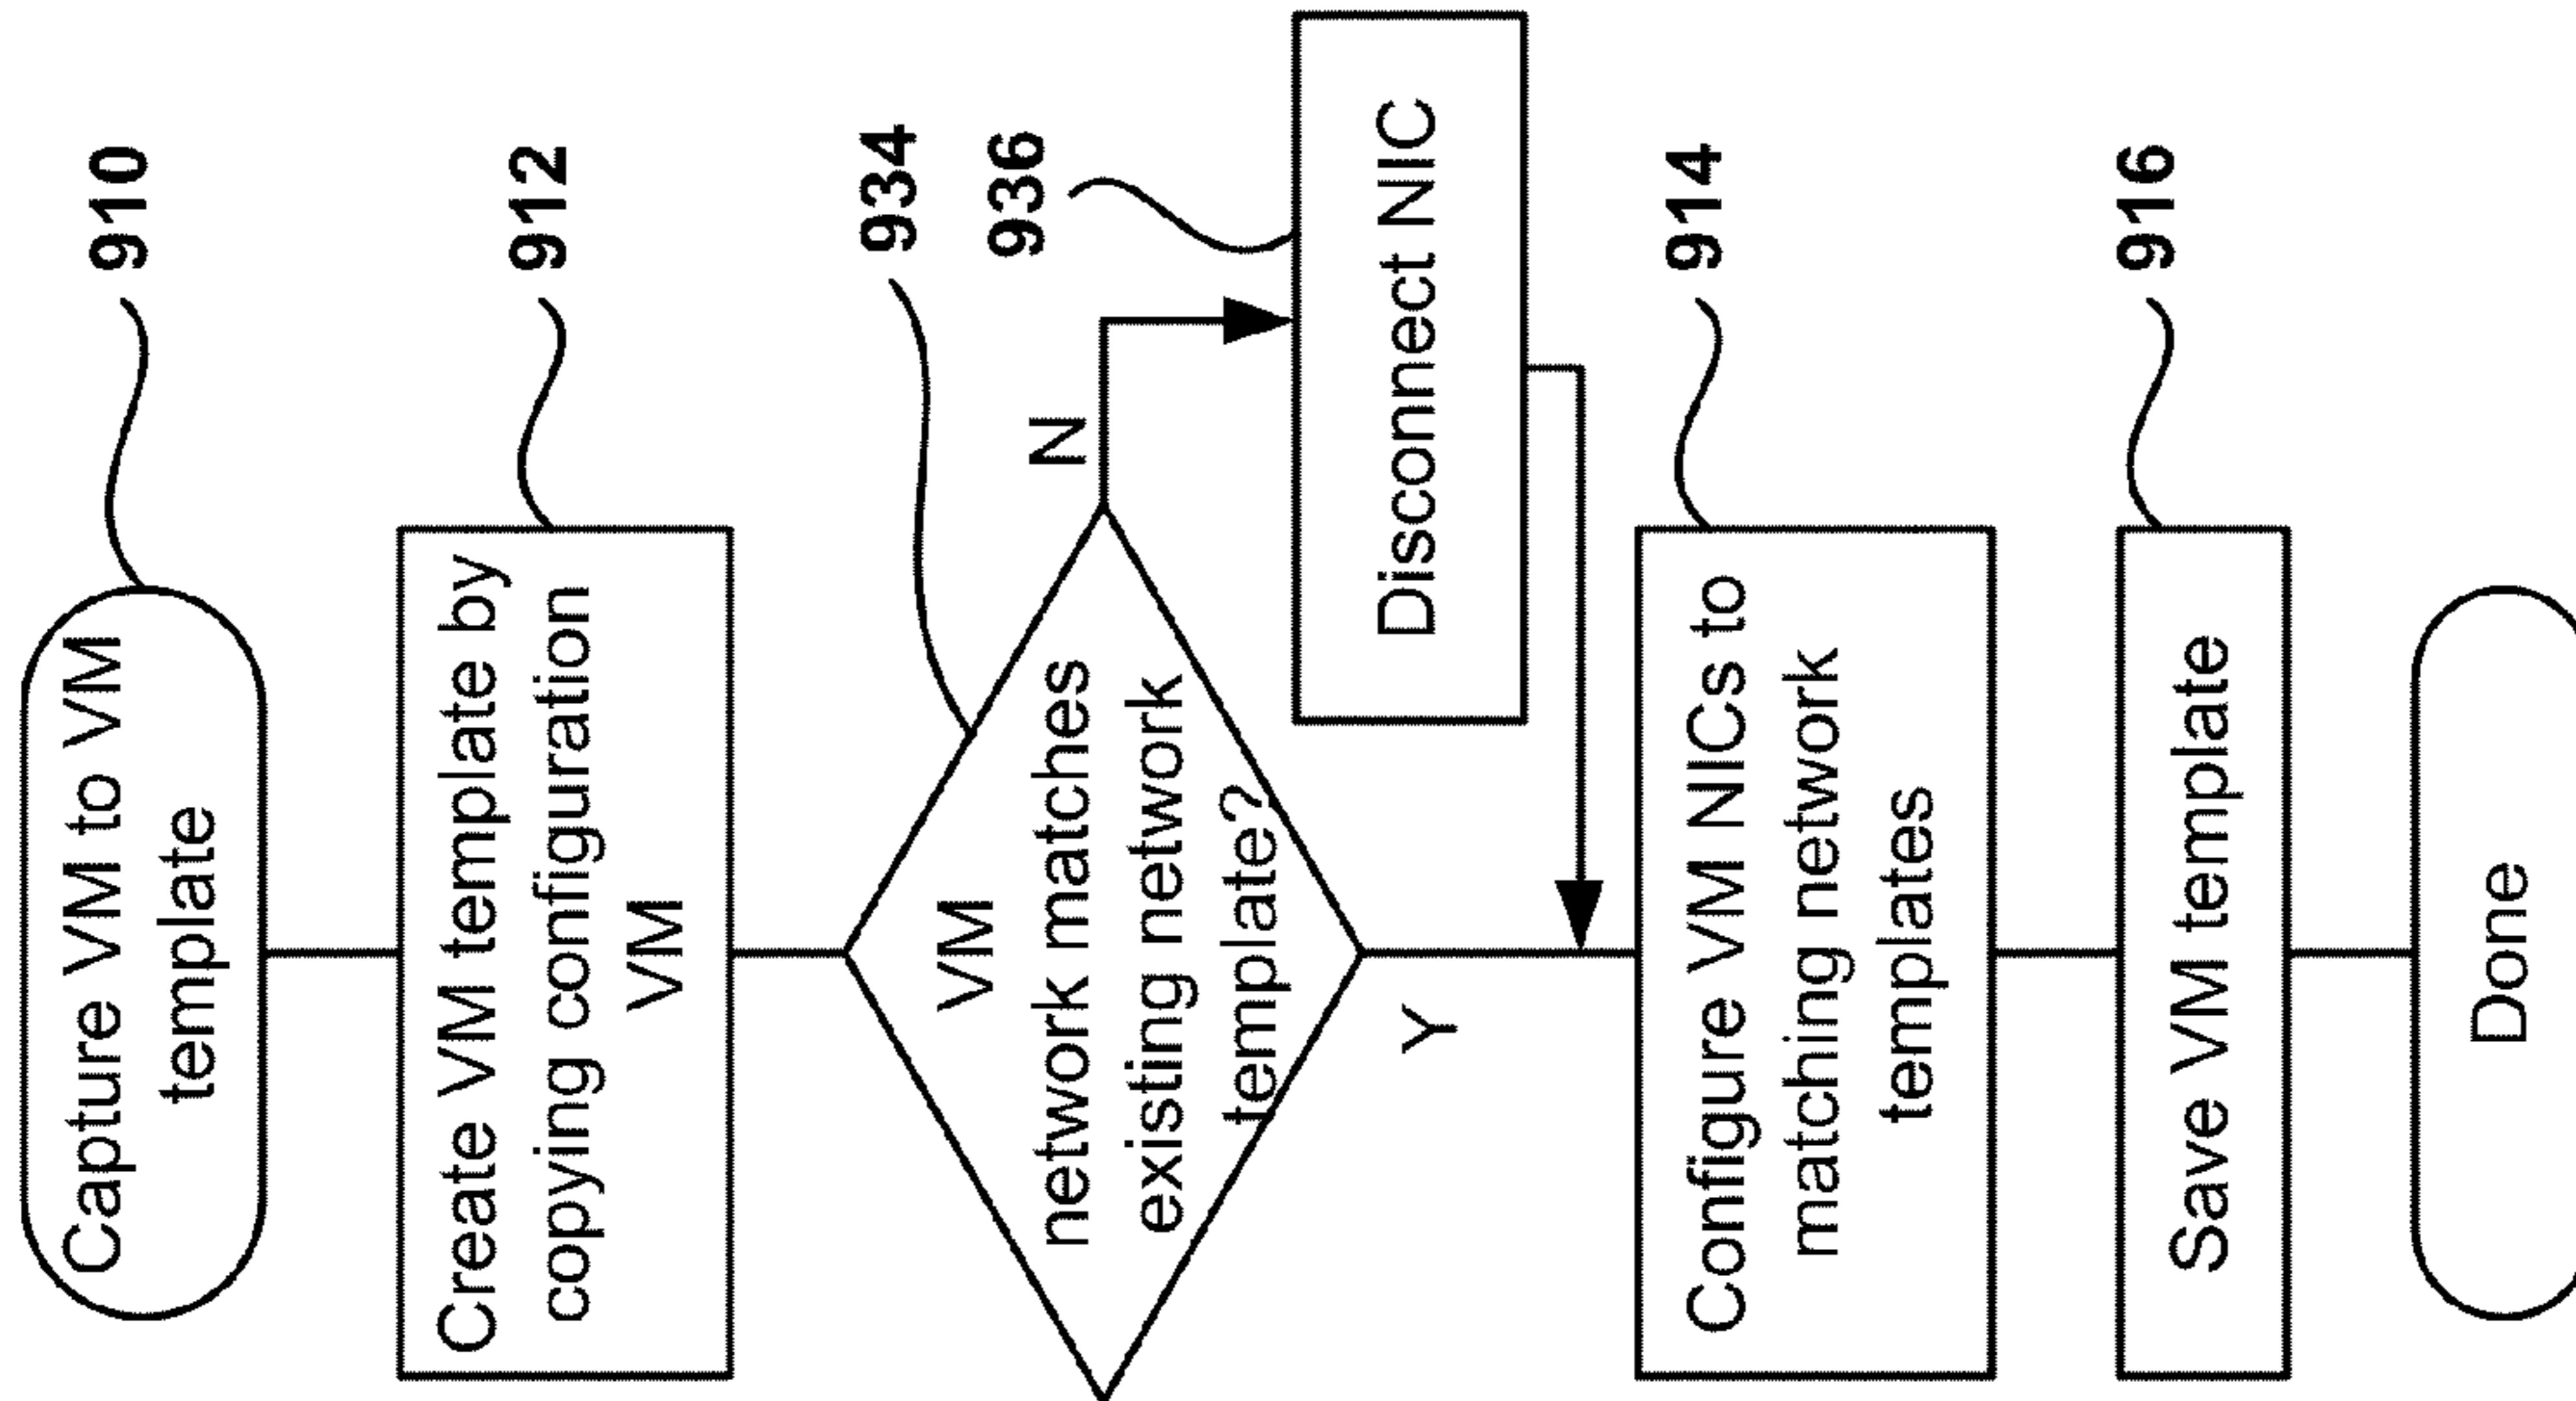 Capture VM to VM
template
910
Create VM template by
copying configuration
VM
912
VM
network matches
existing network
template?
934
N
936
Disconnect NIC
Y
Configure VM NICs to
matching network
templates
914
Save VM template
916
Done